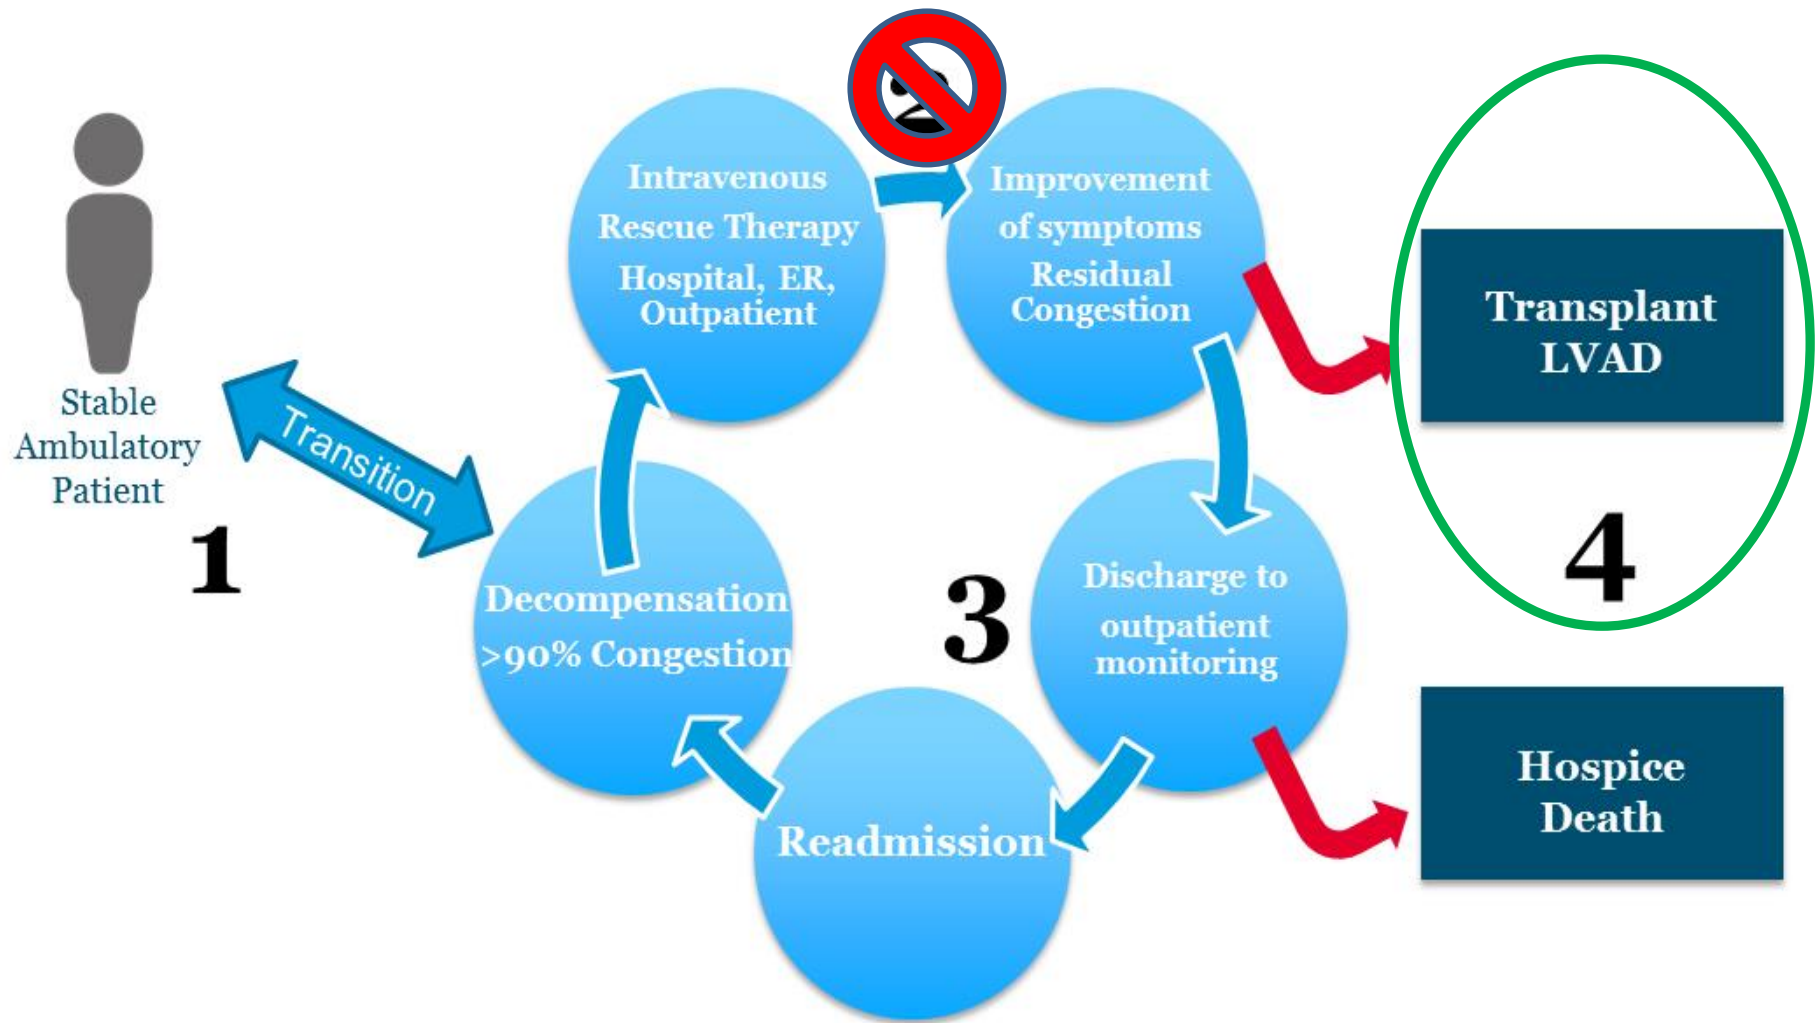 Stable
Ambulatory
Patient
1
Transition
Intravenous
Rescue Therapy
Hospital, ER,
Outpatient
Improvement
of symptoms
Residual
Congestion
Decompensation
>90% Congestion
3
Discharge to
outpatient
monitoring
Readmission
Transplant
LVAD
4
Hospice
Death